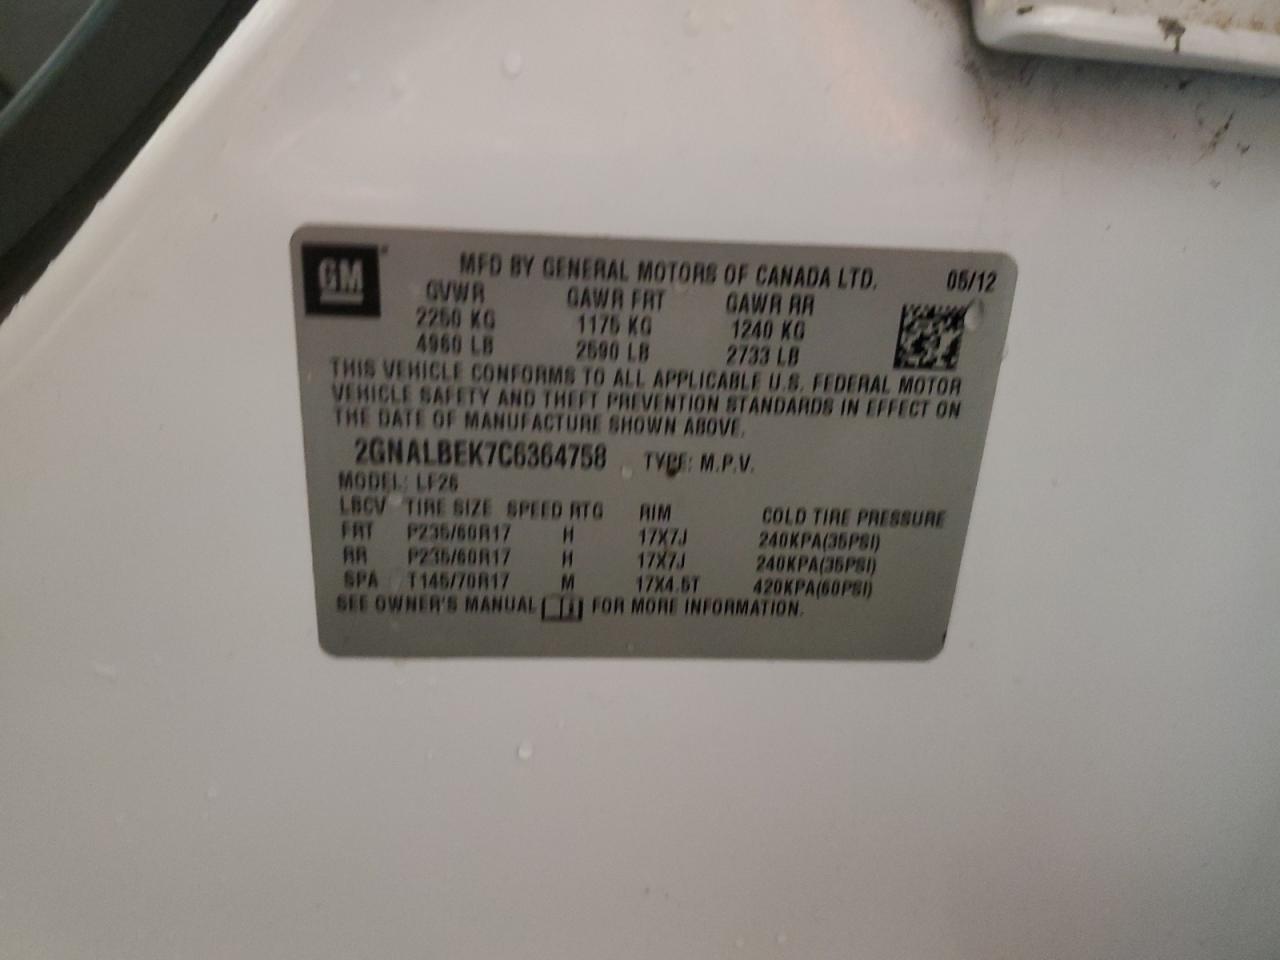 GM MFD BY GENERAL MOTORS OF CANADA LTD. 05/12
GVWR GAWR FRT GAWR RR
2250 KG 1175 KG 1240 KG
4960 LB 2590 LB 2733 LB
THIS VEHICLE CONFORMS TO ALL APPLICABLE U.S. FEDERAL MOTOR
VEHICLE SAFETY AND THEFT PREVENTION STANDARDS IN EFFECT ON
THE DATE OF MANUFACTURE SHOWN ABOVE.
2GNALBEK7C6364758 TYPE: M.P.V.
MODEL: LF26
LBCV TIRE SIZE SPEED RTG RIM COLD TIRE PRESSURE
FRT P235/60R17 H 17X7J 240KPA(35PSI)
RR P235/60R17 H 17X7J 240KPA(35PSI)
SPA T145/70R17 M 17X4.5T 420KPA(60PSI)
SEE OWNER'S MANUAL FOR MORE INFORMATION.